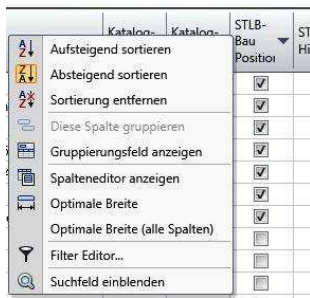 Katalog-
Katalog-
STLB-
Bau
Position
ST
Hi
Aufsteigend sortieren
Absteigend sortieren
Sortierung entfernen
Diese Spalte gruppieren
Gruppierungsfeld anzeigen
Spalteneditor anzeigen
Optimale Breite
Optimale Breite (alle Spalten)
Filter Editor...
Suchfeld einblenden